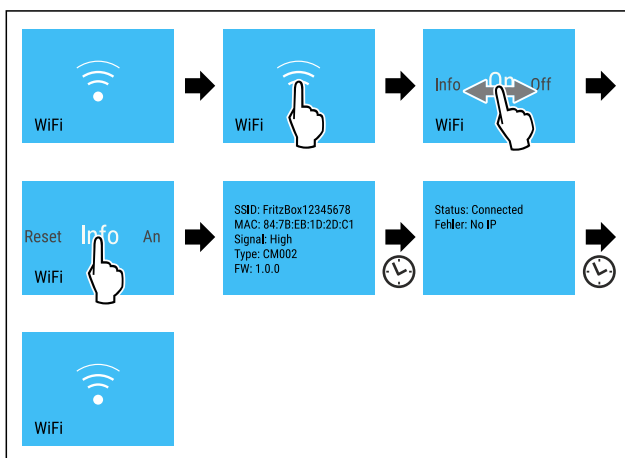 WiFi
WiFi
Info On Off
WiFi
Reset Info An
WiFi
SSID: FritzBox12345678
MAC: 84:7B:EB:1D:2D:C1
Signal: High
Type: CM002
FW: 1.0.0
Status: Connected
Fehler: No IP
WiFi